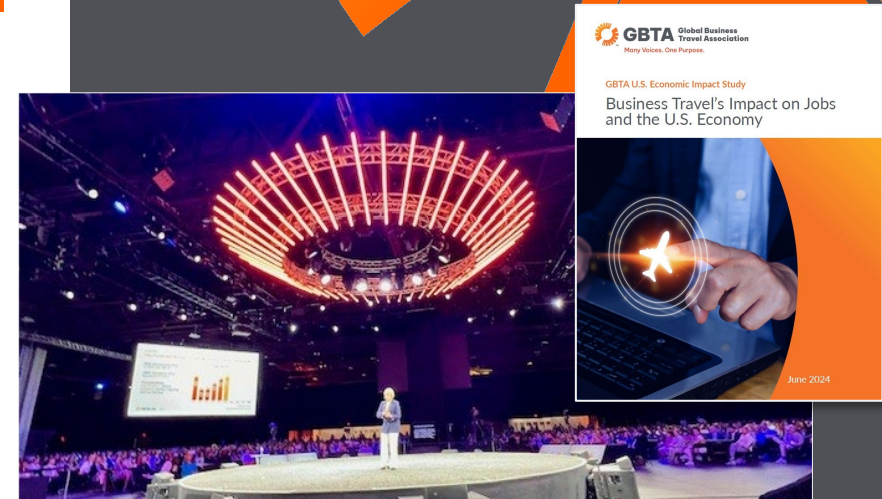 GBTA Global Business
Travel Association
Many Voices. One Purpose.
GBTA U.S. Economic Impact Study
Business Travel's Impact on Jobs
and the U.S. Economy
June 2024